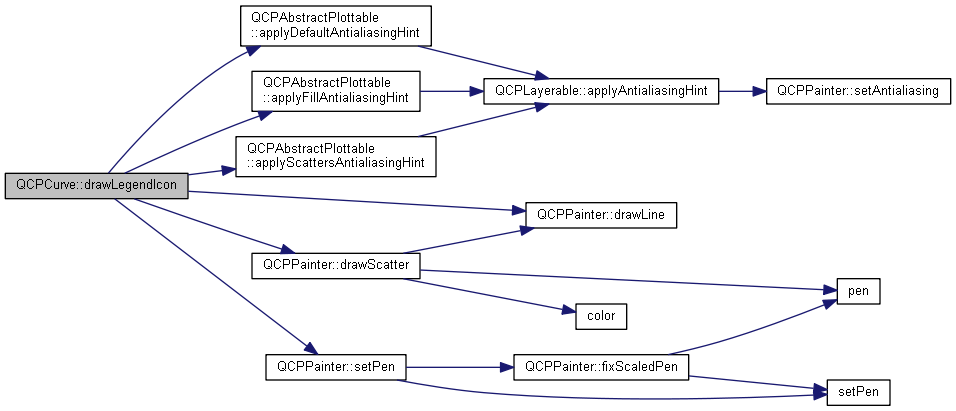 QCPAbstractPlottable
::applyDefaultAntialiasingHint
QCPAbstractPlottable
::applyFillAntialiasingHint
QCPLayerable::applyAntialiasingHint
QCPPainter::setAntialiasing
QCPAbstractPlottable
::applyScattersAntialiasingHint
QCPCurve::drawLegendIcon
QCPPainter::drawLine
QCPPainter::drawScatter
pen
color
QCPPainter::setPen
QCPPainter::fixScaledPen
setPen